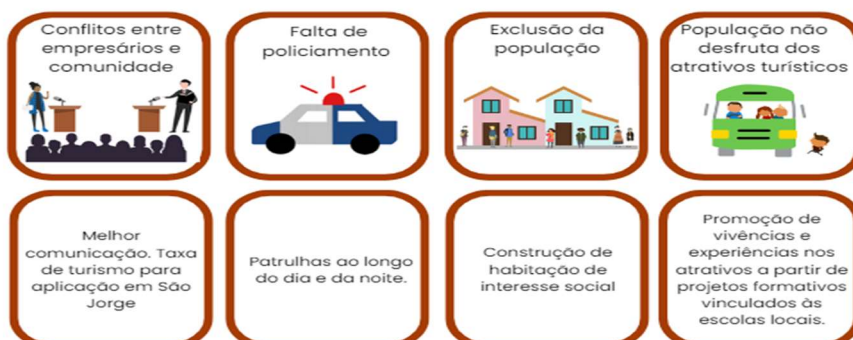 Conflitos entre
empresários e
comunidade
Falta de
policiamento
Exclusão da
população
População não
desfruta dos
atrativos turísticos
Melhor
comunicação. Taxa
de turismo para
aplicação em São
Jorge
Patrulhas ao longo
do dia e da noite.
Construção de
habitação de
interesse social
Promoção de
vivências e
experiências nos
atrativos a partir de
projetos formativos
vinculados às
escolas locais.